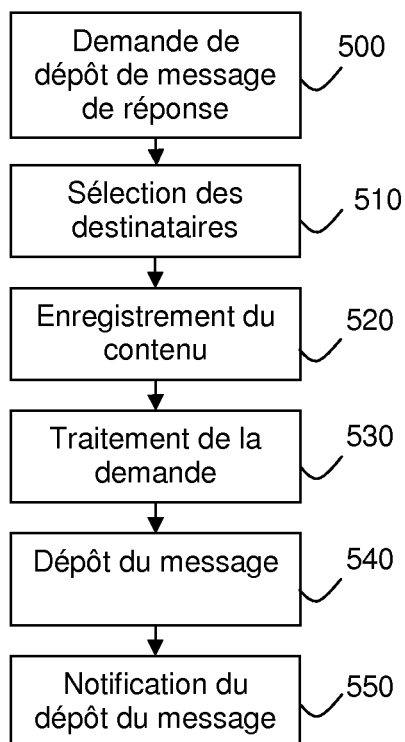 Demande de
dépôt de message
de réponse
500
Sélection des
destinataires
510
Enregistrement du
contenu
520
Traitement de la
demande
530
Dépôt du message
540
Notification du
dépôt du message
550